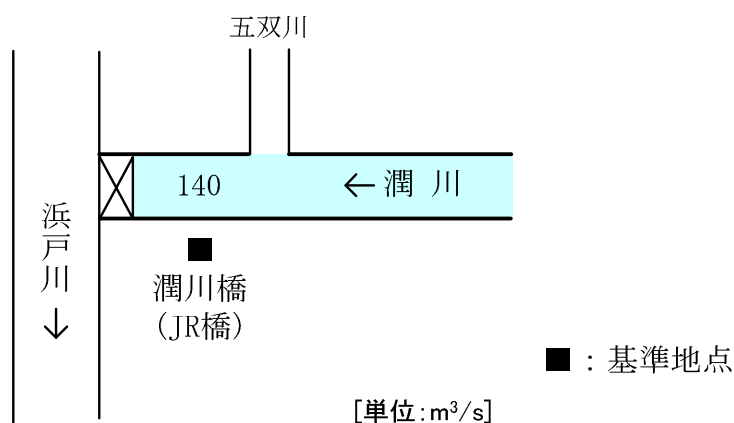 五双川
140
← 潤 川
浜戸川
↓
潤川橋
(JR橋)
■ : 基準地点
[単位:m³/s]